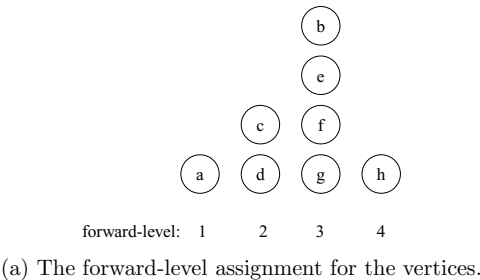 b
e
c f
a d g h
forward-level: 1 2 3 4
(a) The forward-level assignment for the vertices.